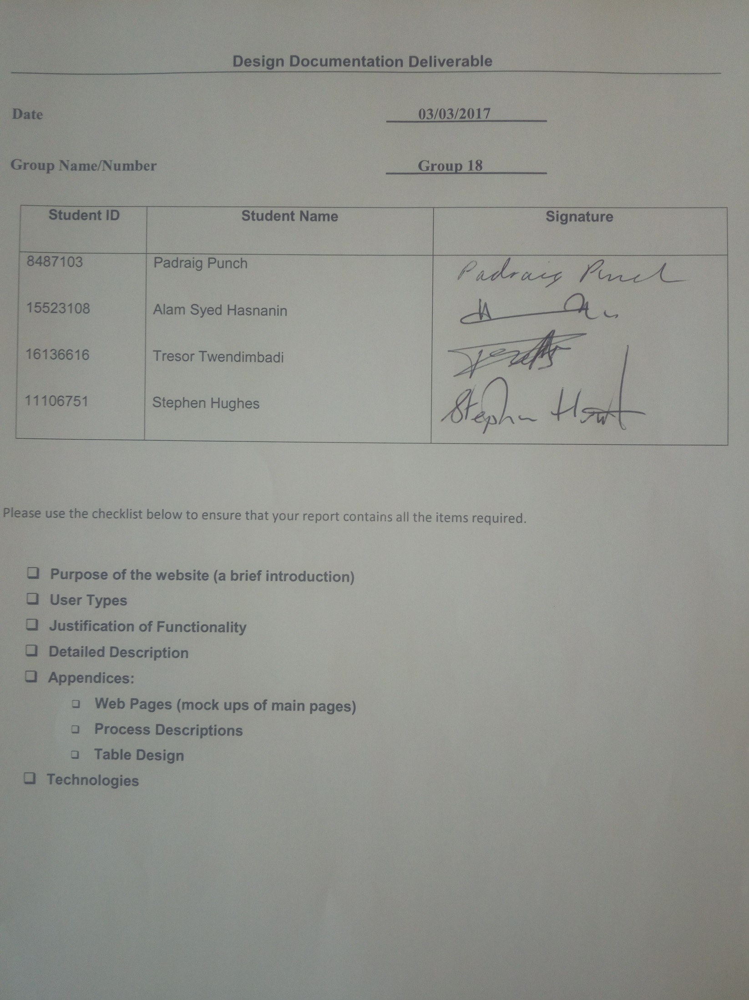 Design Documentation Deliverable
Date 03/03/2017
Group Name/Number Group 18
Student ID Student Name Signature
8487103 Padraig Punch Padraig Punch
15523108 Alam Syed Hasnanin
16136616 Tresor Twendimbadi
11106751 Stephen Hughes Stephen
Please use the checklist below to ensure that your report contains all the items required.
❑ Purpose of the website (a brief introduction)
❑ User Types
❑ Justification of Functionality
❑ Detailed Description
❑ Appendices:
❑ Web Pages (mock ups of main pages)
❑ Process Descriptions
❑ Table Design
❑ Technologies